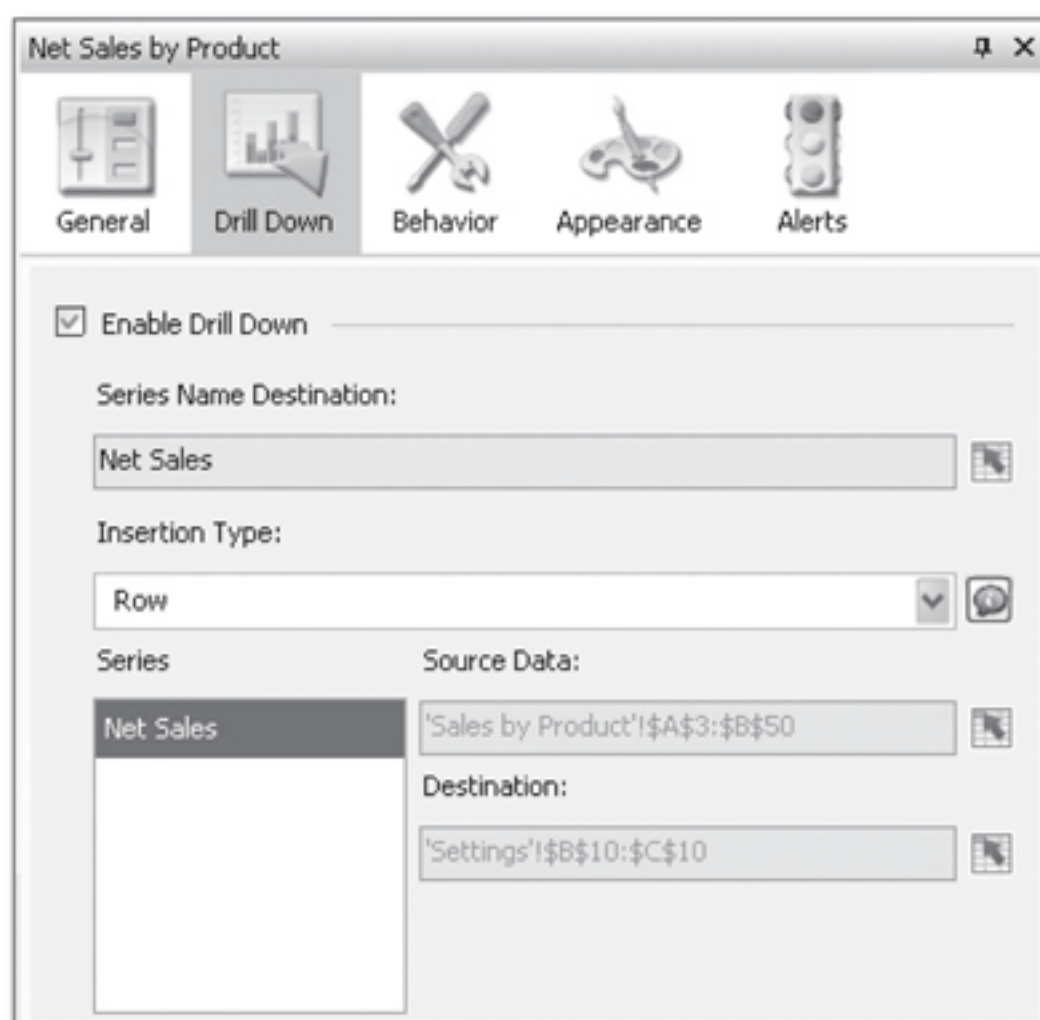 Net Sales by Product
General
Drill Down
Behavior
Appearance
Alerts
Enable Drill Down
Series Name Destination:
Net Sales
Insertion Type:
Row
Series
Source Data:
Net Sales
'Sales by Product'!$A$3:$B$50
Destination:
'Settings'!$B$10:$C$10